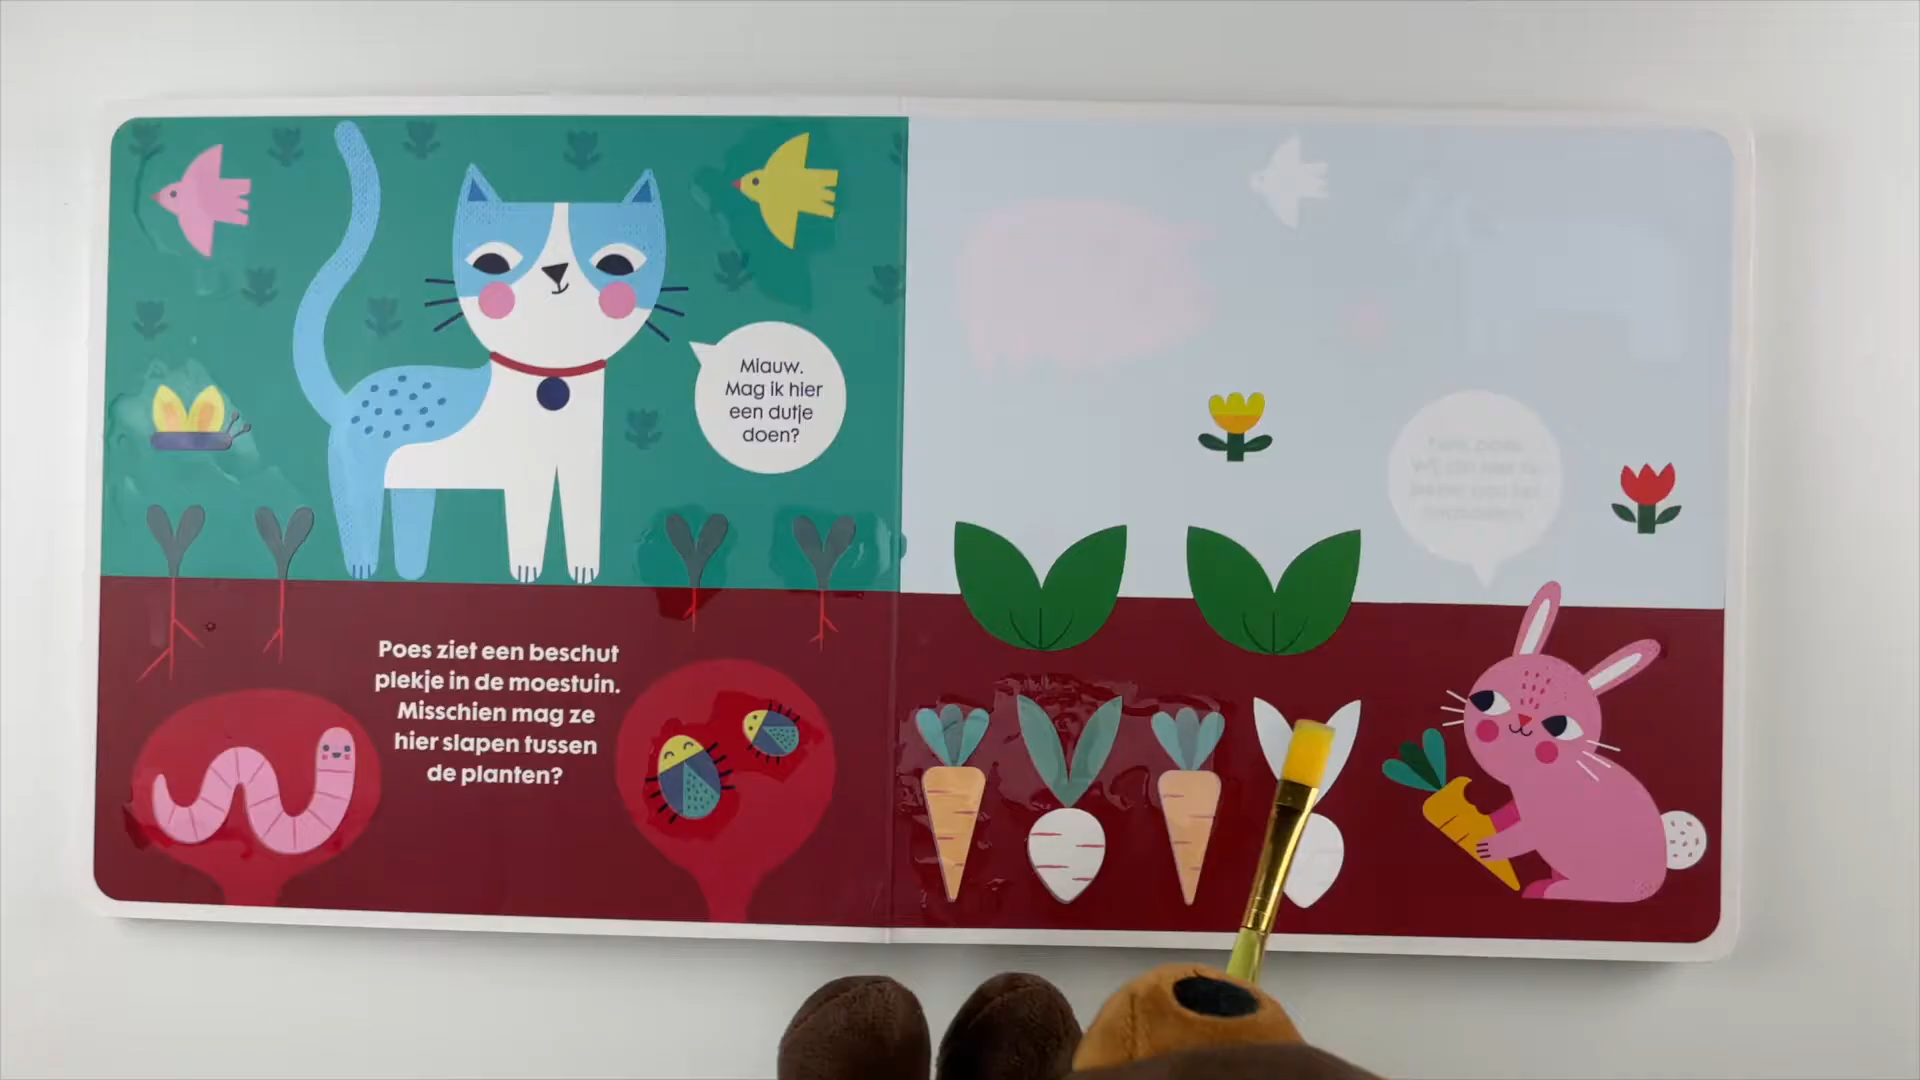 Miauw.
Mag ik hier
een dutje
doen?
Poes ziet een beschut
plekje in de moestuin.
Misschien mag ze
hier slapen tussen
de planten?